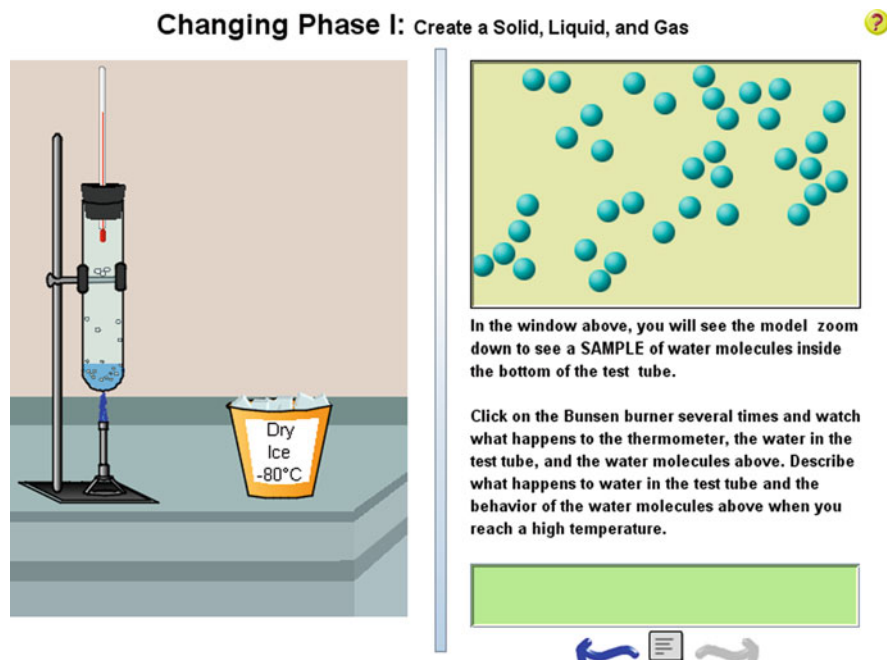 Changing Phase I: Create a Solid, Liquid, and Gas
?
Dry
Ice
-80°C
In the window above, you will see the model zoom
down to see a SAMPLE of water molecules inside
the bottom of the test tube.
Click on the Bunsen burner several times and watch
what happens to the thermometer, the water in the
test tube, and the water molecules above. Describe
what happens to water in the test tube and the
behavior of the water molecules above when you
reach a high temperature.